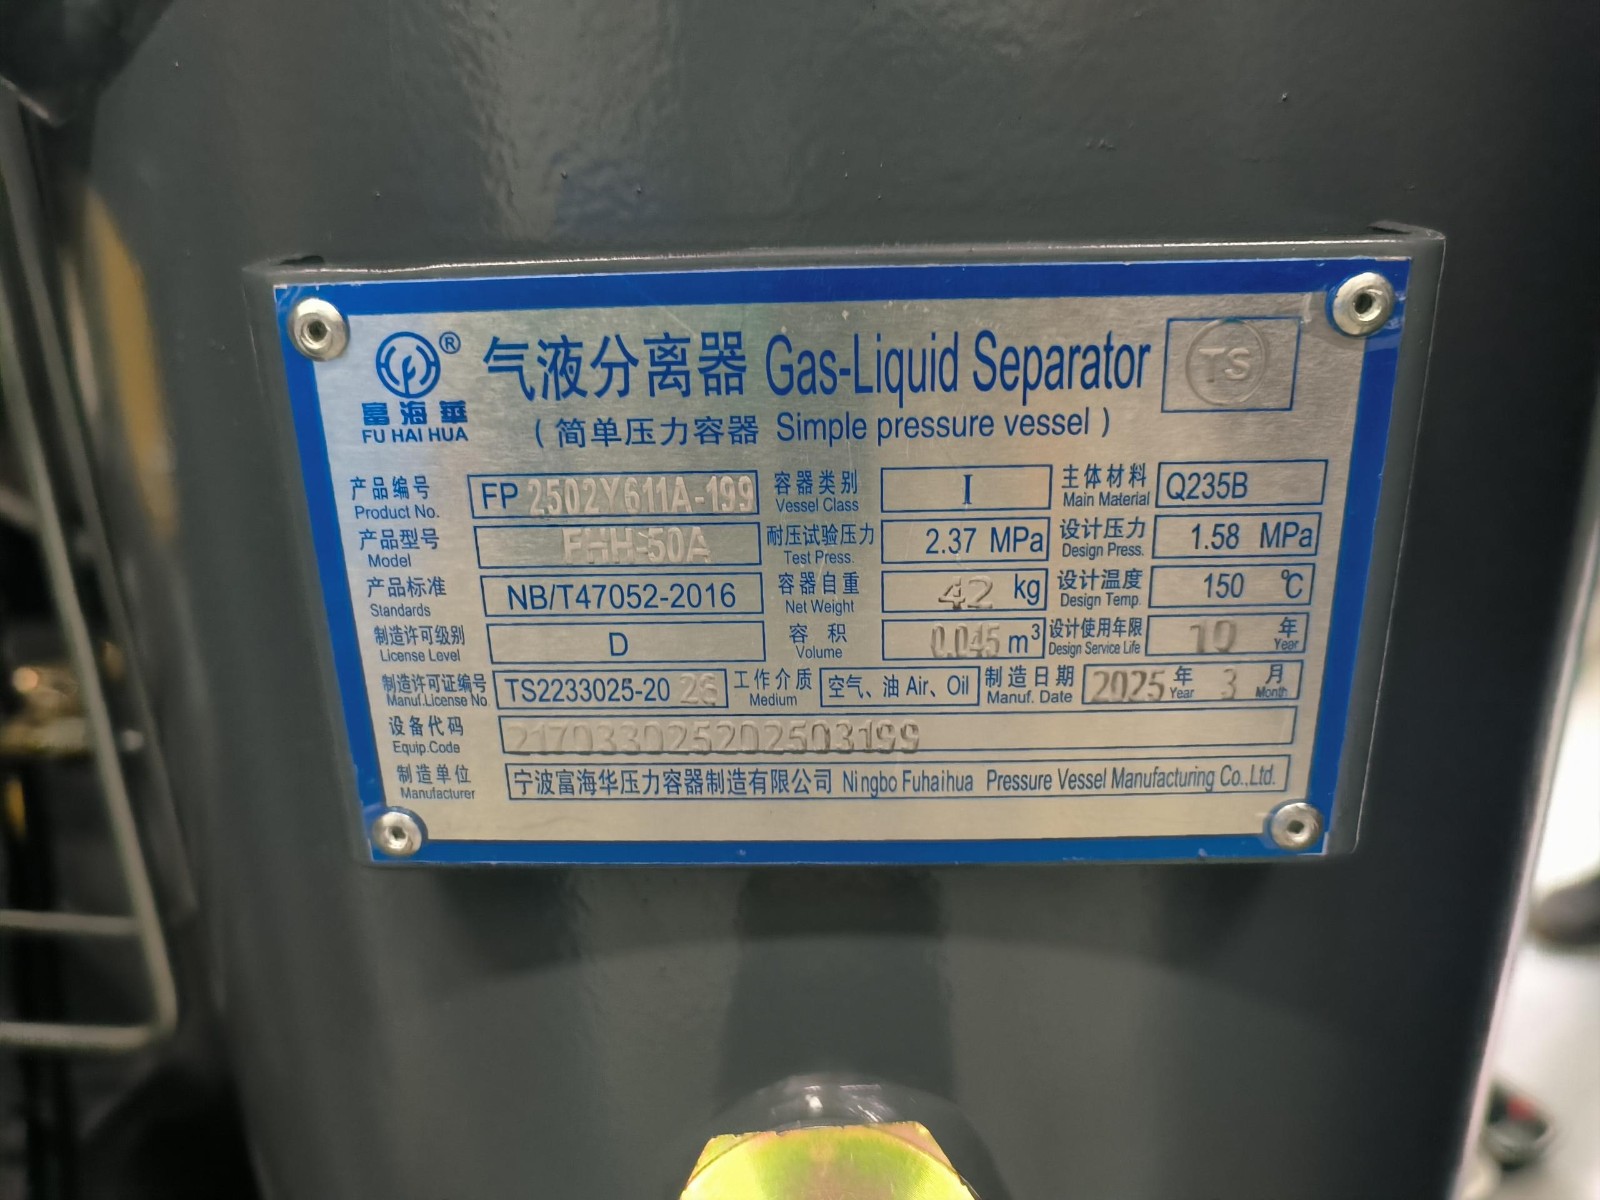 富海華 ®
FU HAI HUA
气液分离器 Gas-Liquid Separator
TS
(简单压力容器 Simple pressure vessel)
产品编号 Product No. FP 2502Y611A-199 容器类别 Vessel Class I 主体材料 Main Material Q235B
产品型号 Model FHH-50A 耐压试验压力 Test Press. 2.37 MPa 设计压力 Design Press. 1.58 MPa
产品标准 Standards NB/T47052-2016 容器自重 Net Weight 42 kg 设计温度 Design Temp. 150 ℃
制造许可级别 License Level D 容积 Volume 0.045 m³ 设计使用年限 Design Service Life 10 年 Year
制造许可证编号 Manuf.License No. TS2233025-2026 工作介质 Medium 空气、油 Air、Oil 制造日期 Manuf. Date 2025 年 Year 3 月 Month
设备代码 Equip.Code 217033025202503199
制造单位 Manufacturer 宁波富海华压力容器制造有限公司 Ningbo Fuhaihua Pressure Vessel Manufacturing Co.,Ltd.